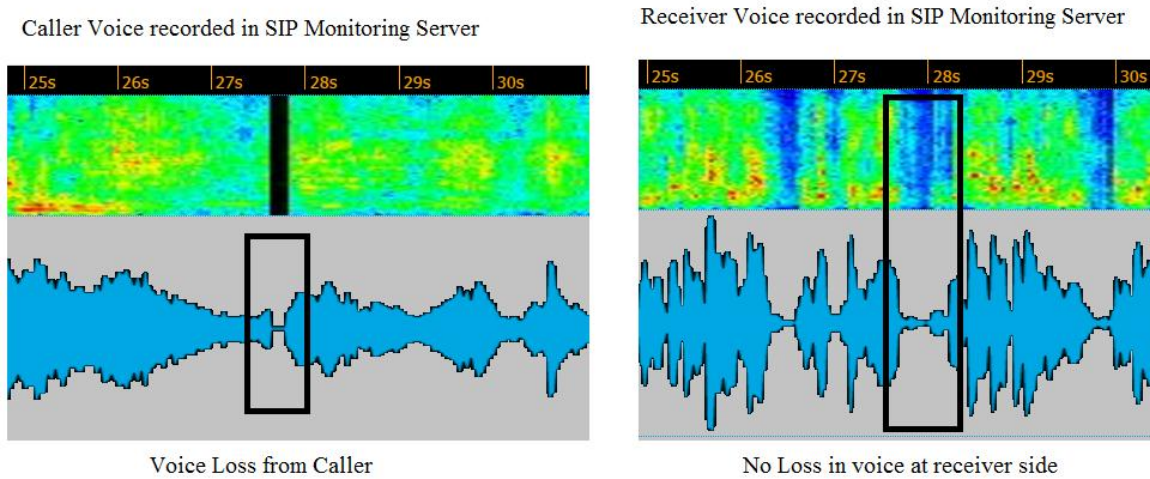 Caller Voice recorded in SIP Monitoring Server
Receiver Voice recorded in SIP Monitoring Server
25s 26s 27s 28s 29s 30s
25s 26s 27s 28s 29s 30s
Voice Loss from Caller
No Loss in voice at receiver side